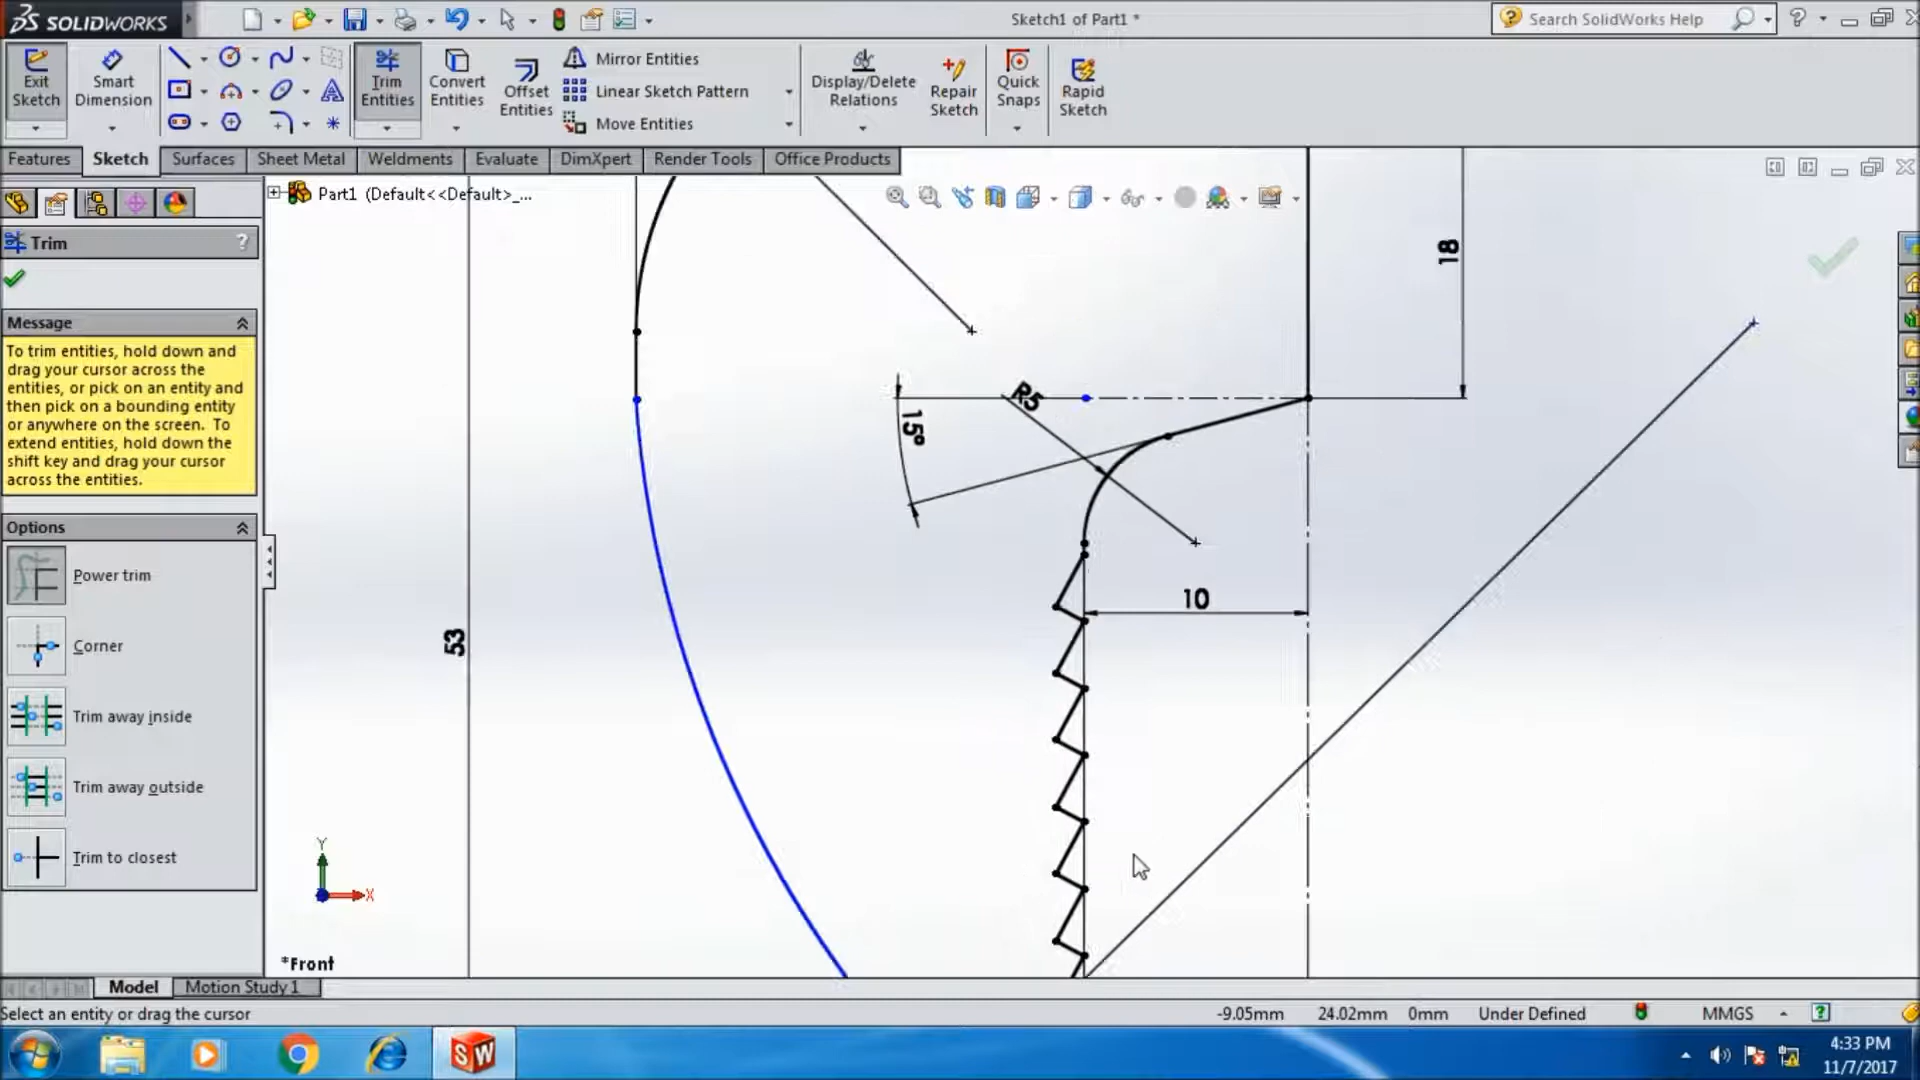 SOLIDWORKS
Sketch1 of Part1 *
Search SolidWorks Help
Exit Sketch
Smart Dimension
Trim Entities
Convert Entities
Offset Entities
Mirror Entities
Linear Sketch Pattern
Move Entities
Display/Delete Relations
Repair Sketch
Quick Snaps
Rapid Sketch
Features
Sketch
Surfaces
Sheet Metal
Weldments
Evaluate
DimXpert
Render Tools
Office Products
Part1 (Default<<Default>_...
Trim
?
Message
To trim entities, hold down and
drag your cursor across the
entities, or pick on an entity and
then pick on a bounding entity
or anywhere on the screen. To
extend entities, hold down the
shift key and drag your cursor
across the entities.
Options
Power trim
Corner
Trim away inside
Trim away outside
Trim to closest
18
R5
15°
10
53
Y
X
*Front
Model
Motion Study 1
Select an entity or drag the cursor
-9.05mm
24.02mm
0mm
Under Defined
MMGS
SW
4:33 PM
11/7/2017